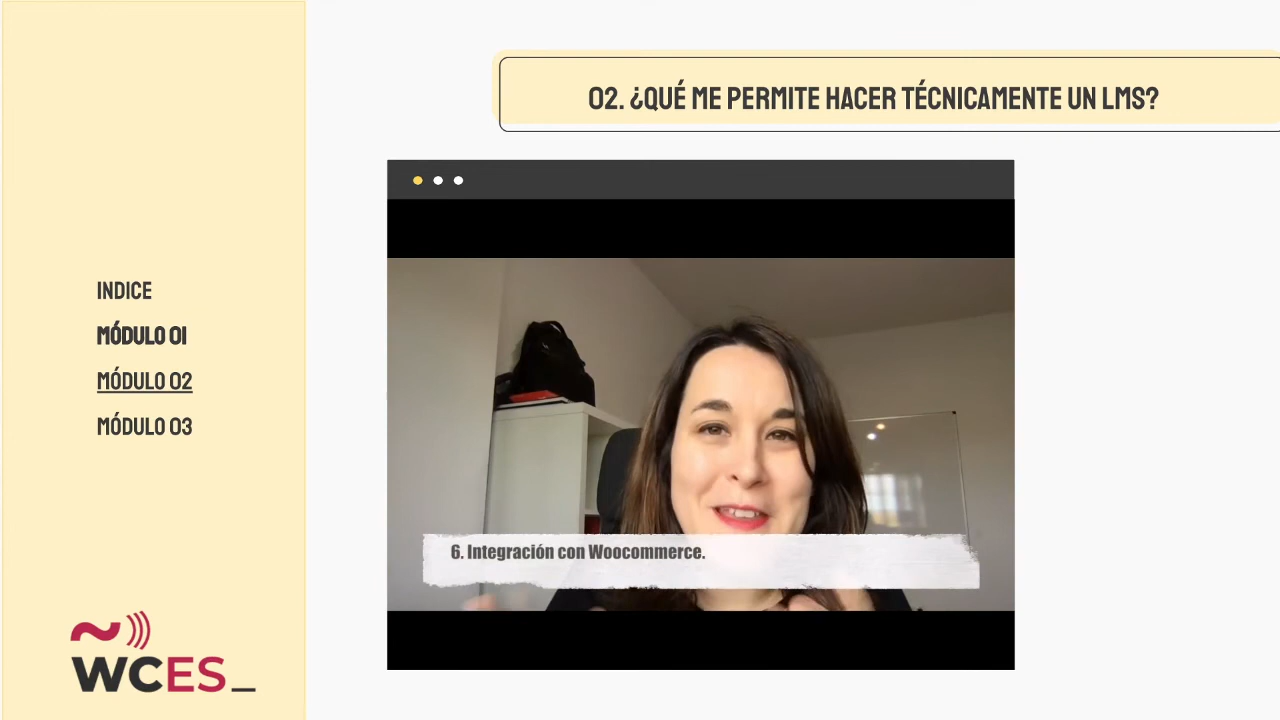 02. ¿QUÉ ME PERMITE HACER TÉCNICAMENTE UN LMS?
INDICE
MÓDULO 01
MÓDULO 02
MÓDULO 03
6. Integración con Woocommerce.
~
WCES_